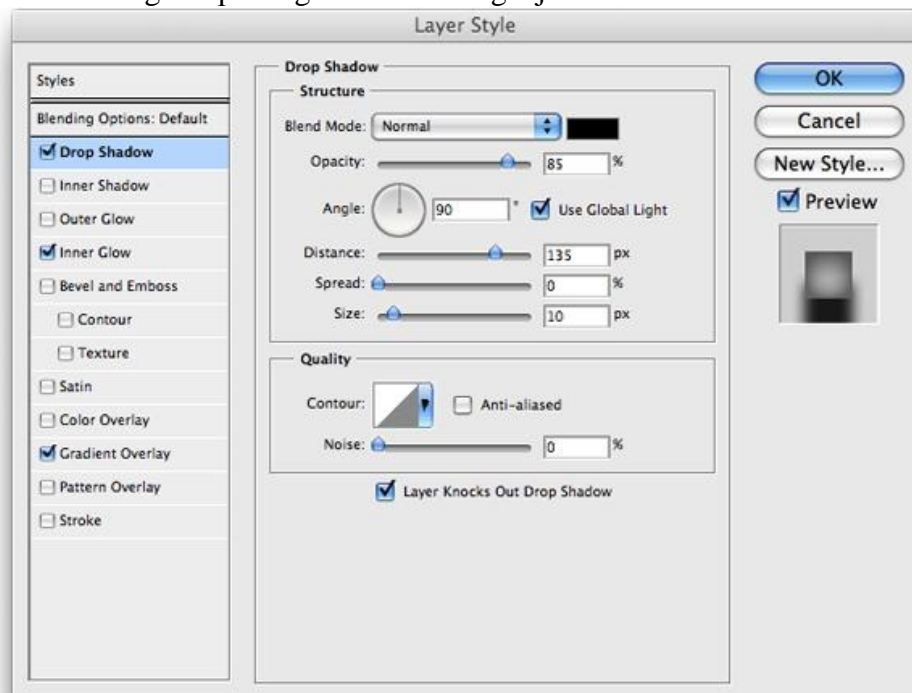 Layer Style
Styles
Blending Options: Default
Drop Shadow
Inner Shadow
Outer Glow
Inner Glow
Bevel and Emboss
Contour
Texture
Satin
Color Overlay
Gradient Overlay
Pattern Overlay
Stroke
Drop Shadow
Structure
Blend Mode: Normal
Opacity: 85 %
Angle: 90 ° Use Global Light
Distance: 135 px
Spread: 0 %
Size: 10 px
Quality
Contour: Anti-aliased
Noise: 0 %
Layer Knocks Out Drop Shadow
OK
Cancel
New Style...
Preview